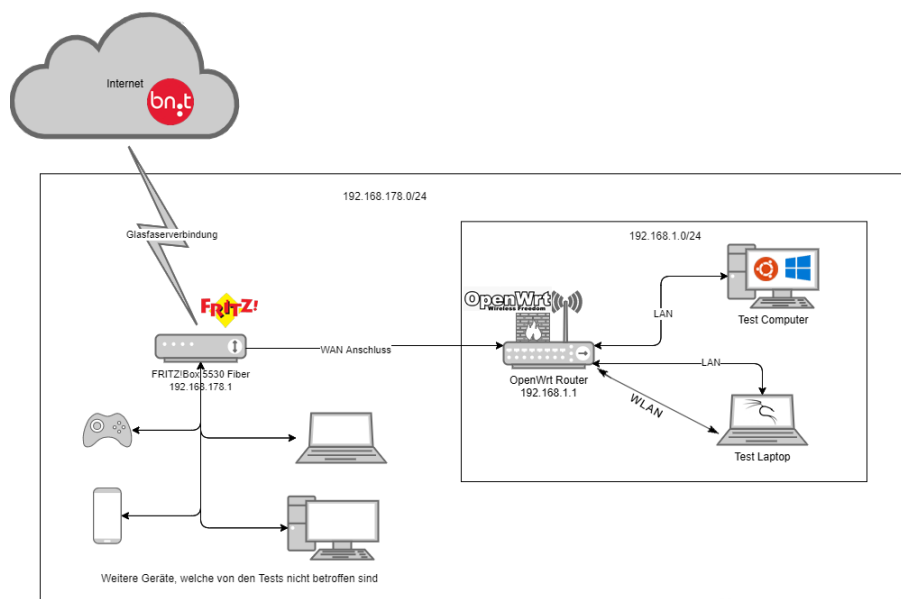 Internet
bn:t
192.168.178.0/24
Glasfaserverbindung
192.168.1.0/24
OpenWrt
Wireless Freedom
LAN
Test Computer
FRITZ!
WAN Anschluss
FRITZ!Box 5530 Fiber
192.168.178.1
OpenWrt Router
192.168.1.1
LAN
WLAN
Test Laptop
Weitere Geräte, welche von den Tests nicht betroffen sind